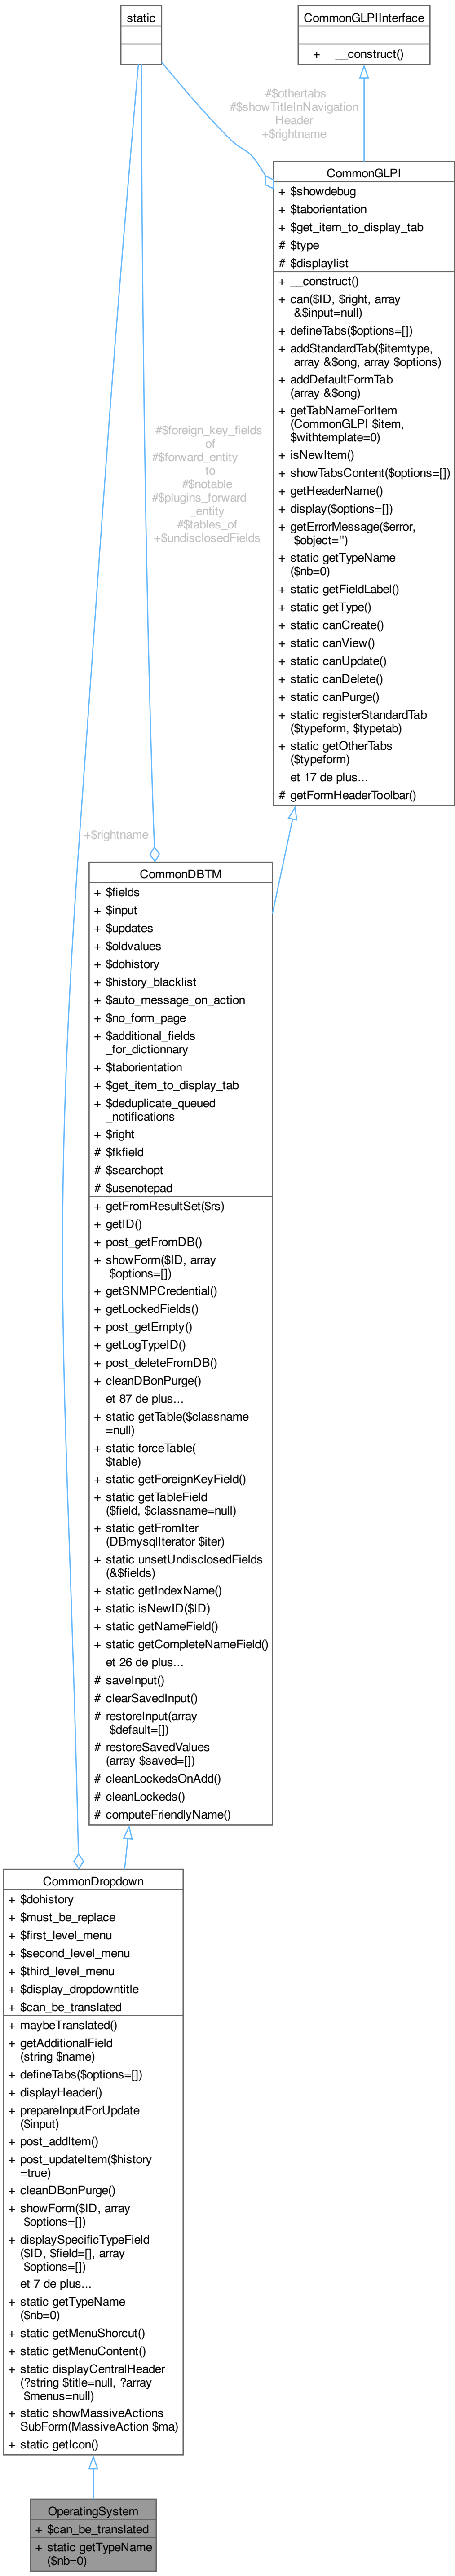 static
CommonGLPIInterface
+ __construct()
#$othertabs
#$showTitleInNavigation
Header
+$rightname
CommonGLPI
+ $showdebug
+ $taborientation
+ $get_item_to_display_tab
# $type
# $displaylist
+ __construct()
+ can($ID, $right, array
&$input=null)
+ defineTabs($options=[])
+ addStandardTab($itemtype,
array &$ong, array $options)
+ addDefaultFormTab
(array &$ong)
+ getTabNameForItem
(CommonGLPI $item,
$withtemplate=0)
+ isNewItem()
+ showTabsContent($options=[])
+ getHeaderName()
+ display($options=[])
+ getErrorMessage($error,
$object='')
+ static getTypeName
($nb=0)
+ static getFieldLabel()
+ static getType()
+ static canCreate()
+ static canView()
+ static canUpdate()
+ static canDelete()
+ static canPurge()
+ static registerStandardTab
($typeform, $typetab)
+ static getOtherTabs
($typeform)
et 17 de plus...
# getFormHeaderToolbar()
#$foreign_key_fields
_of
#$forward_entity
_to
#$notable
#$plugins_forward
_entity
#$tables_of
+$undisclosedFields
+$rightname
CommonDBTM
+ $fields
+ $input
+ $updates
+ $oldvalues
+ $dohistory
+ $history_blacklist
+ $auto_message_on_action
+ $no_form_page
+ $additional_fields
_for_dictionnary
+ $taborientation
+ $get_item_to_display_tab
+ $deduplicate_queued
_notifications
+ $right
# $fkfield
# $searchopt
# $usenotepad
+ getFromResultSet($rs)
+ getID()
+ post_getFromDB()
+ showForm($ID, array
$options=[])
+ getSNMPCredential()
+ getLockedFields()
+ post_getEmpty()
+ getLogTypeID()
+ post_deleteFromDB()
+ cleanDBonPurge()
et 87 de plus...
+ static getTable($classname
=null)
+ static forceTable(
$table)
+ static getForeignKeyField()
+ static getTableField
($field, $classname=null)
+ static getFromIter
(DBmysqlIterator $iter)
+ static unsetUndisclosedFields
(&$fields)
+ static getIndexName()
+ static isNewID($ID)
+ static getNameField()
+ static getCompleteNameField()
et 26 de plus...
# saveInput()
# clearSavedInput()
# restoreInput(array
$default=[])
# restoreSavedValues
(array $saved=[])
# cleanLockedsOnAdd()
# cleanLockeds()
# computeFriendlyName()
CommonDropdown
+ $dohistory
+ $must_be_replace
+ $first_level_menu
+ $second_level_menu
+ $third_level_menu
+ $display_dropdowntitle
+ $can_be_translated
+ maybeTranslated()
+ getAdditionalField
(string $name)
+ defineTabs($options=[])
+ displayHeader()
+ prepareInputForUpdate
($input)
+ post_addItem()
+ post_updateItem($history
=true)
+ cleanDBonPurge()
+ showForm($ID, array
$options=[])
+ displaySpecificTypeField
($ID, $field=[], array
$options=[])
et 7 de plus...
+ static getTypeName
($nb=0)
+ static getMenuShorcut()
+ static getMenuContent()
+ static displayCentralHeader
(?string $title=null, ?array
$menus=null)
+ static showMassiveActions
SubForm(MassiveAction $ma)
+ static getIcon()
OperatingSystem
+ $can_be_translated
+ static getTypeName
($nb=0)